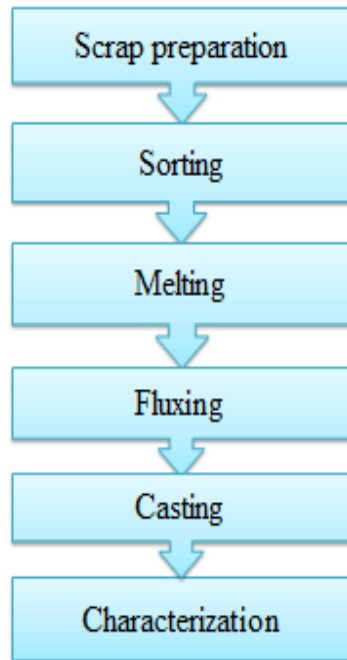 Scrap preparation
Sorting
Melting
Fluxing
Casting
Characterization